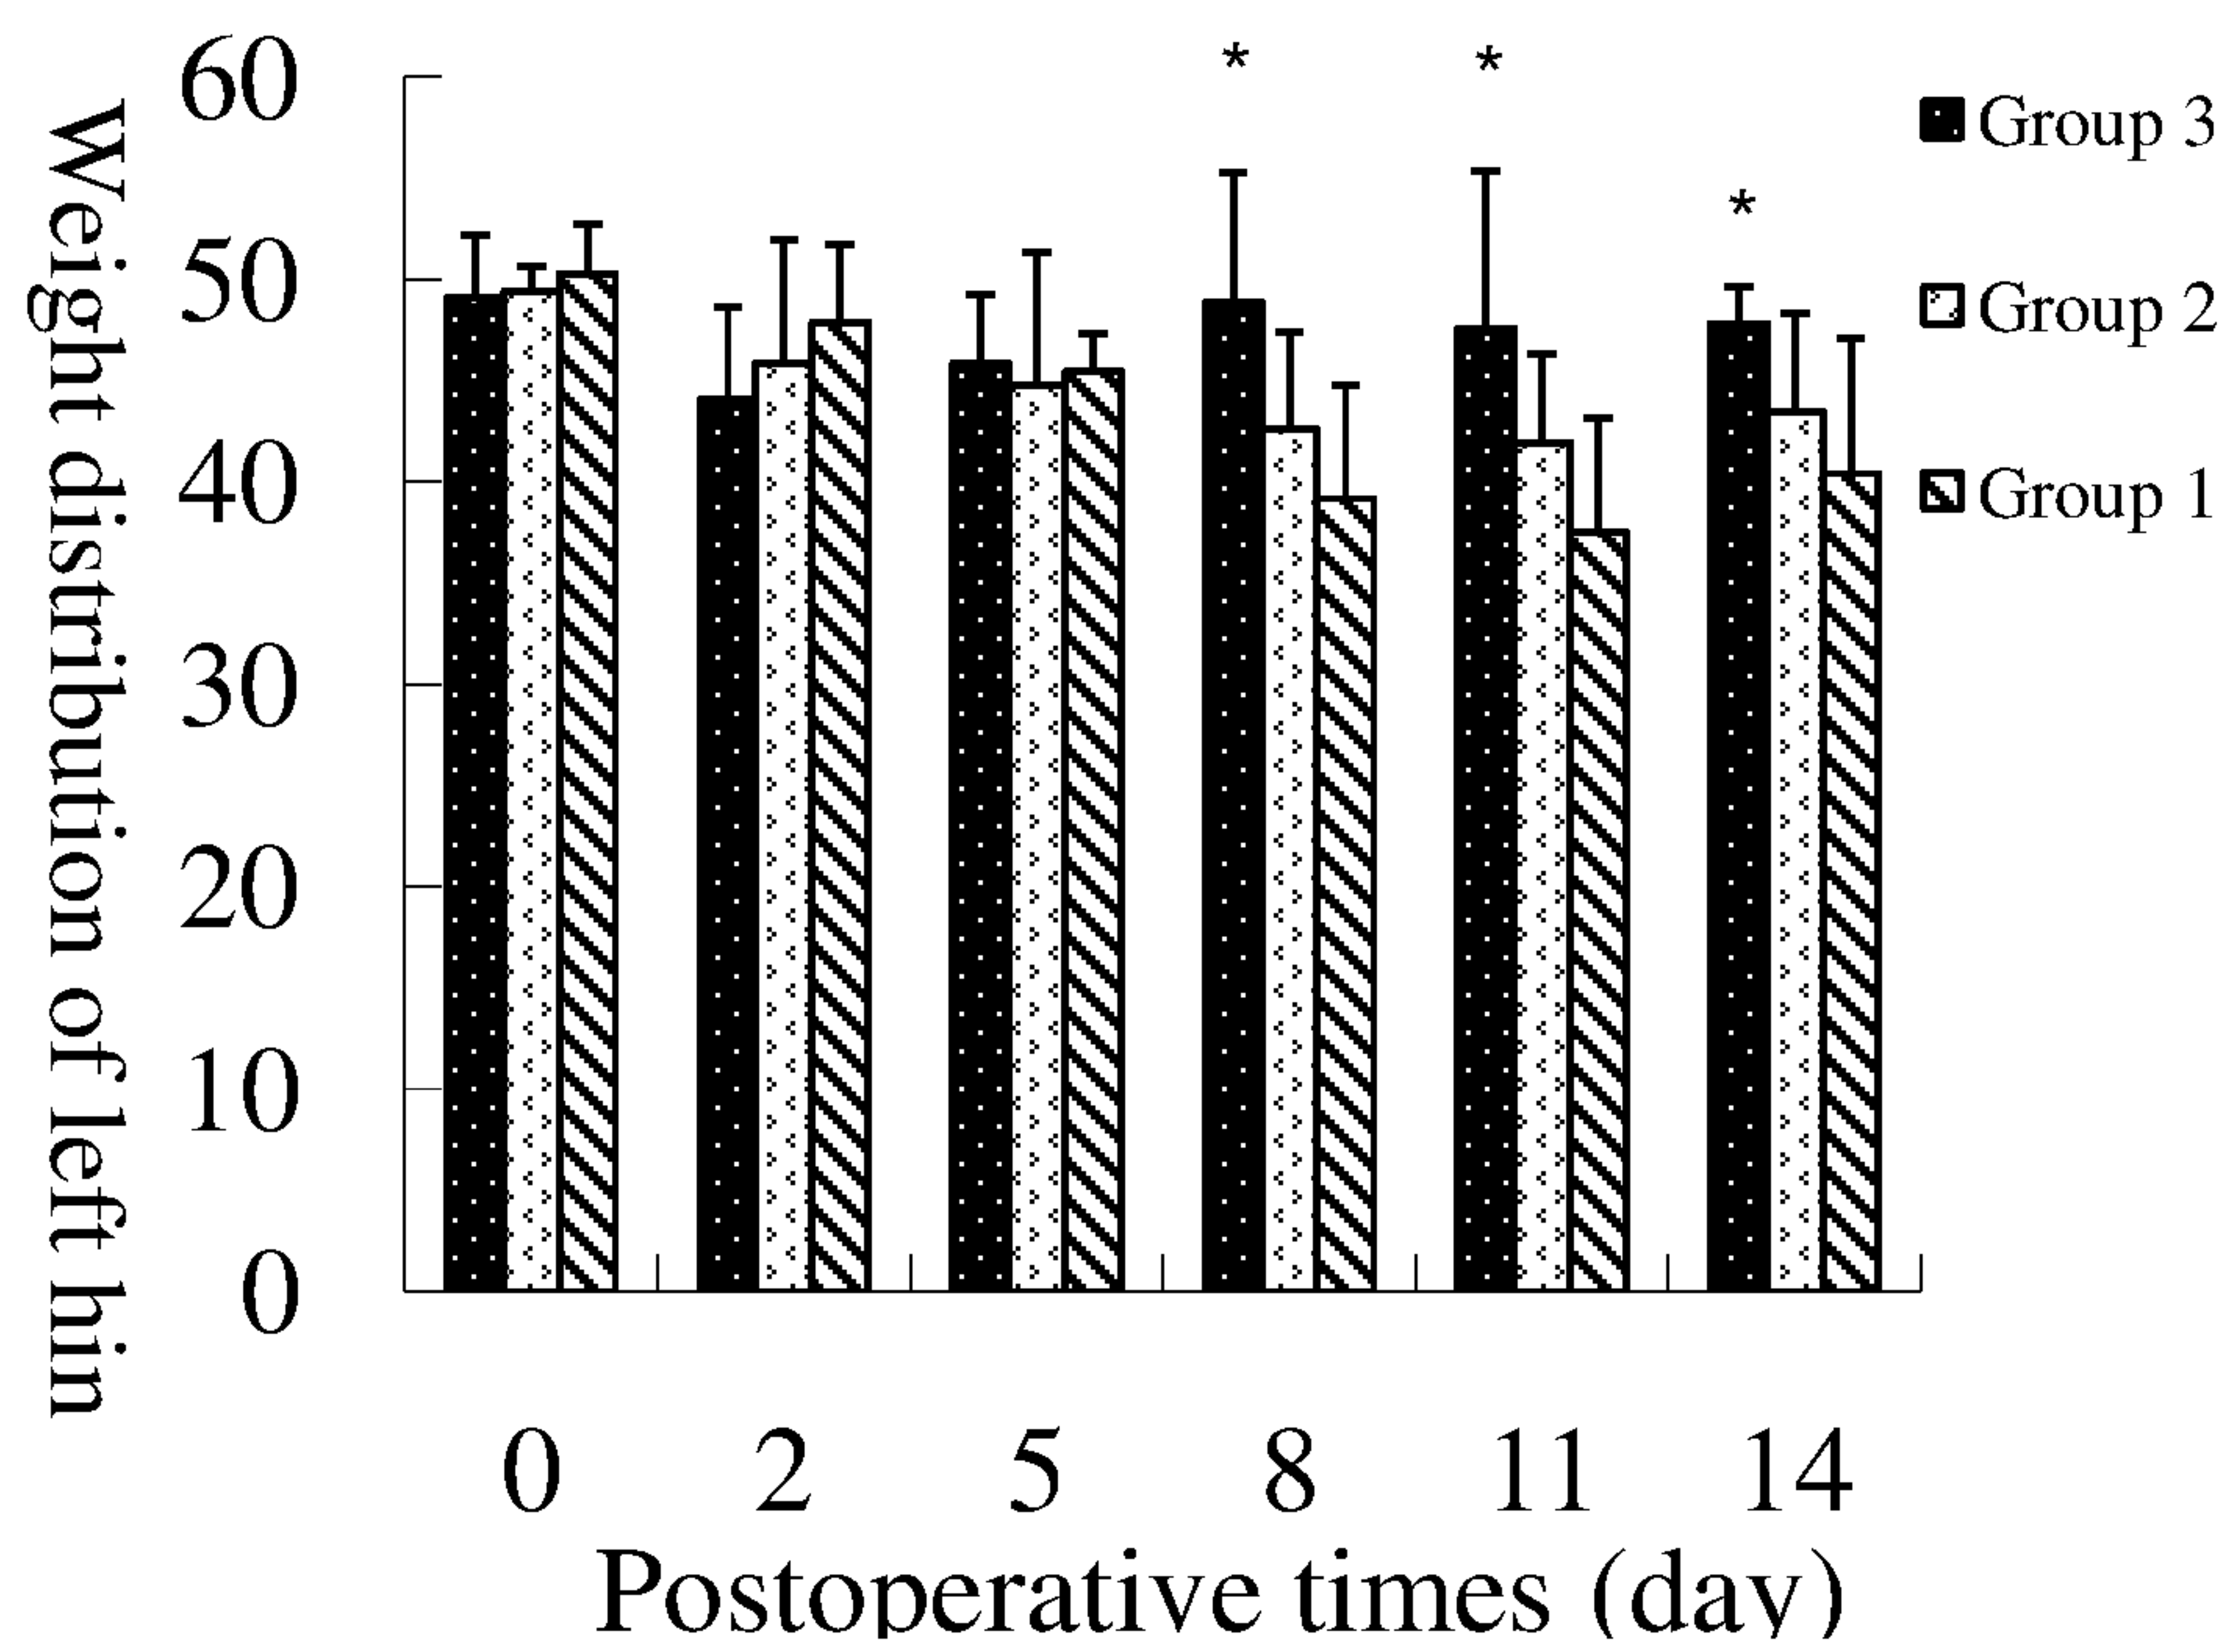 Weight distribution of left hin
60
50
40
30
20
10
0
*
*
*
Group 3
Group 2
Group 1
0 2 5 8 11 14
Postoperative times (day)